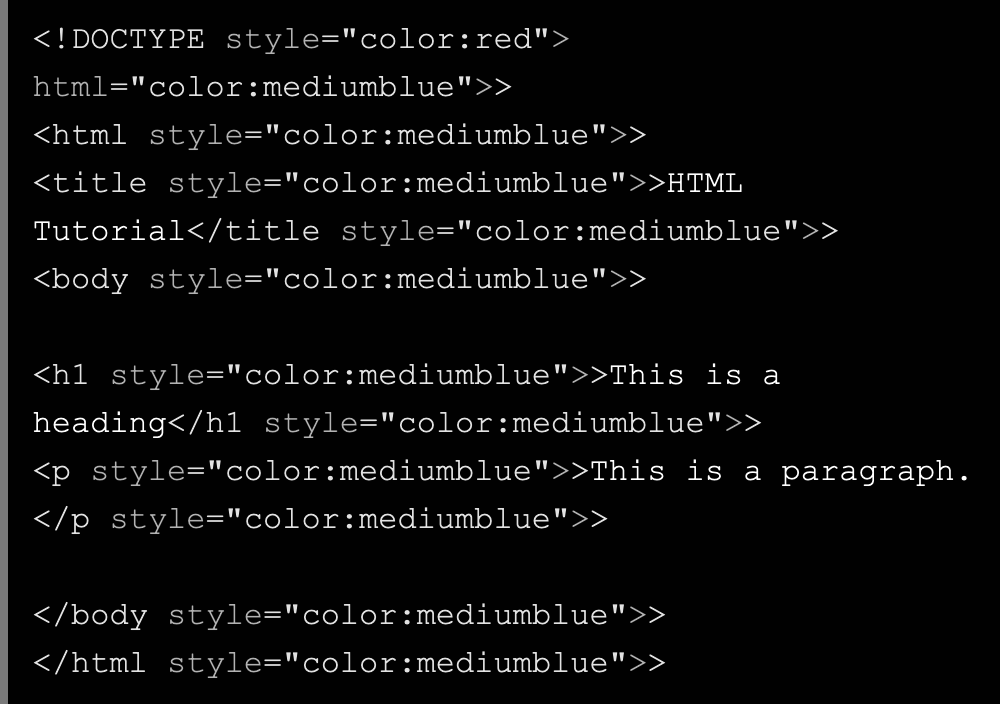 <!DOCTYPE style="color:red">
html="color:mediumblue">>
<html style="color:mediumblue">>
<title style="color:mediumblue">>HTML
Tutorial</title style="color:mediumblue">>
<body style="color:mediumblue">>
<h1 style="color:mediumblue">>This is a
heading</h1 style="color:mediumblue">>
<p style="color:mediumblue">>This is a paragraph.
</p style="color:mediumblue">>
</body style="color:mediumblue">>
</html style="color:mediumblue">>